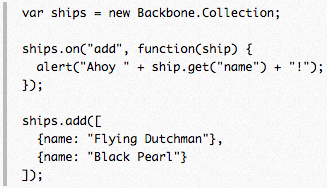 var ships = new Backbone.Collection;

ships.on("add", function(ship) {
  alert("Ahoy " + ship.get("name") + "!");
});

ships.add([
  {name: "Flying Dutchman"},
  {name: "Black Pearl"}
]);